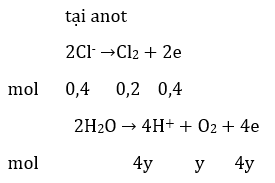 tại anot
2Cl⁻ →Cl₂ + 2e
mol 0,4 0,2 0,4
2H₂O → 4H⁺ + O₂ + 4e
mol 4y y 4y